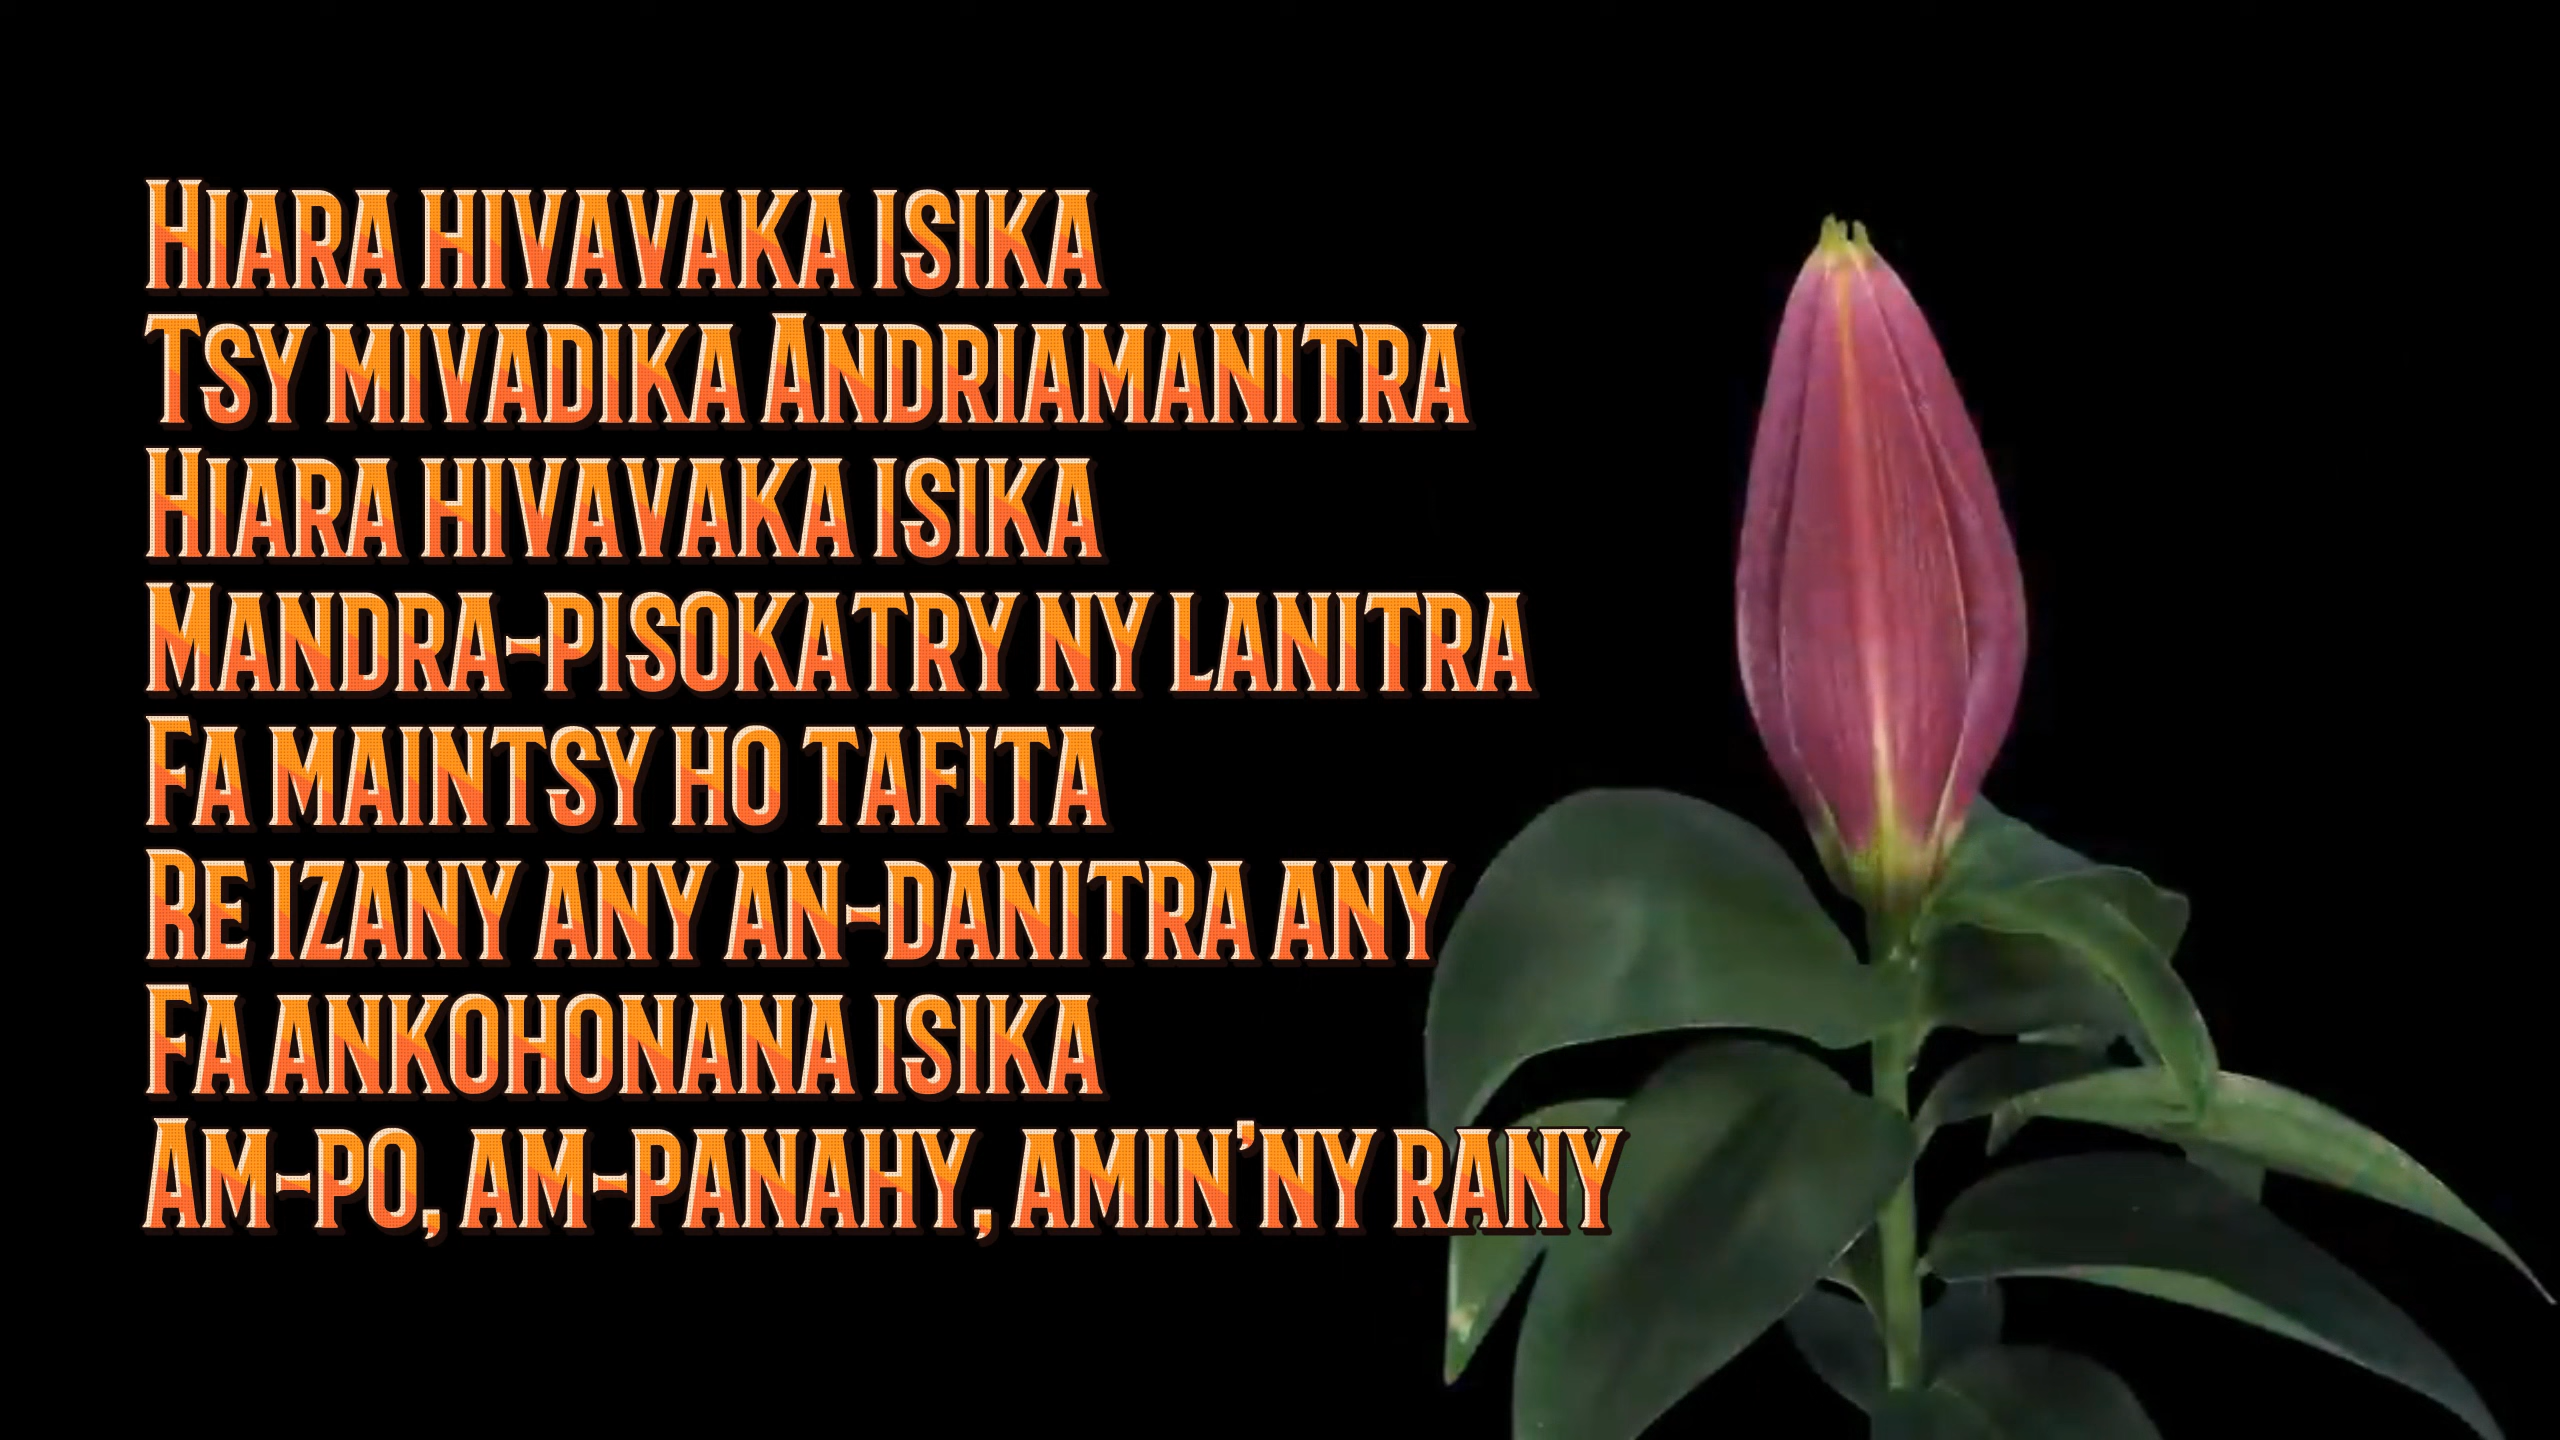 Hiara hivavaka isika
Tsy mivadika Andriamanitra
Hiara hivavaka isika
Mandra-pisokatry ny lanitra
Fa maintsy ho tafita
Re izany any an-danitra any
Fa ankohonana isika
Am-po, am-panahy, amin'ny rany